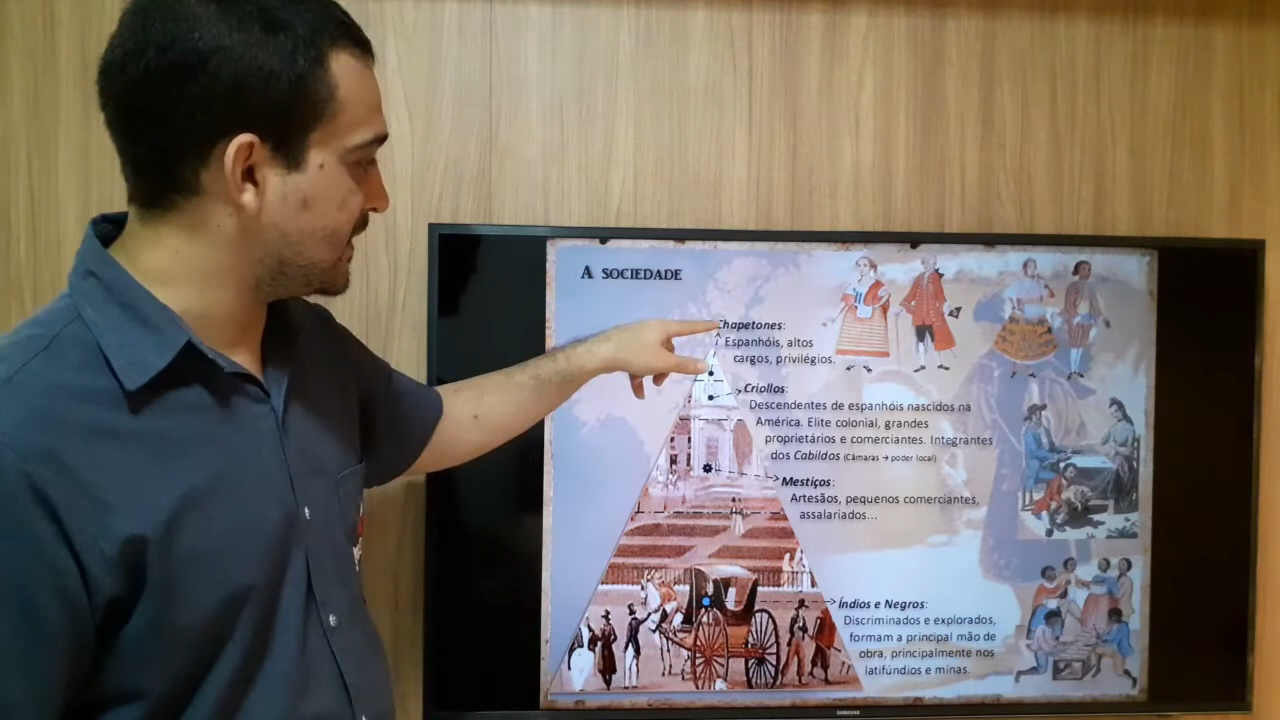 A SOCIEDADE
Chapetones:
Espanhóis, altos
cargos, privilégios.
Criollos:
Descendentes de espanhóis nascidos na
América. Elite colonial, grandes
proprietários e comerciantes. Integrantes
dos Cabildos (Câmaras → poder local)
Mestiços:
Artesãos, pequenos comerciantes,
assalariados...
Índios e Negros:
Discriminados e explorados,
formam a principal mão de
obra, principalmente nos
latifúndios e minas.
SAMSUNG